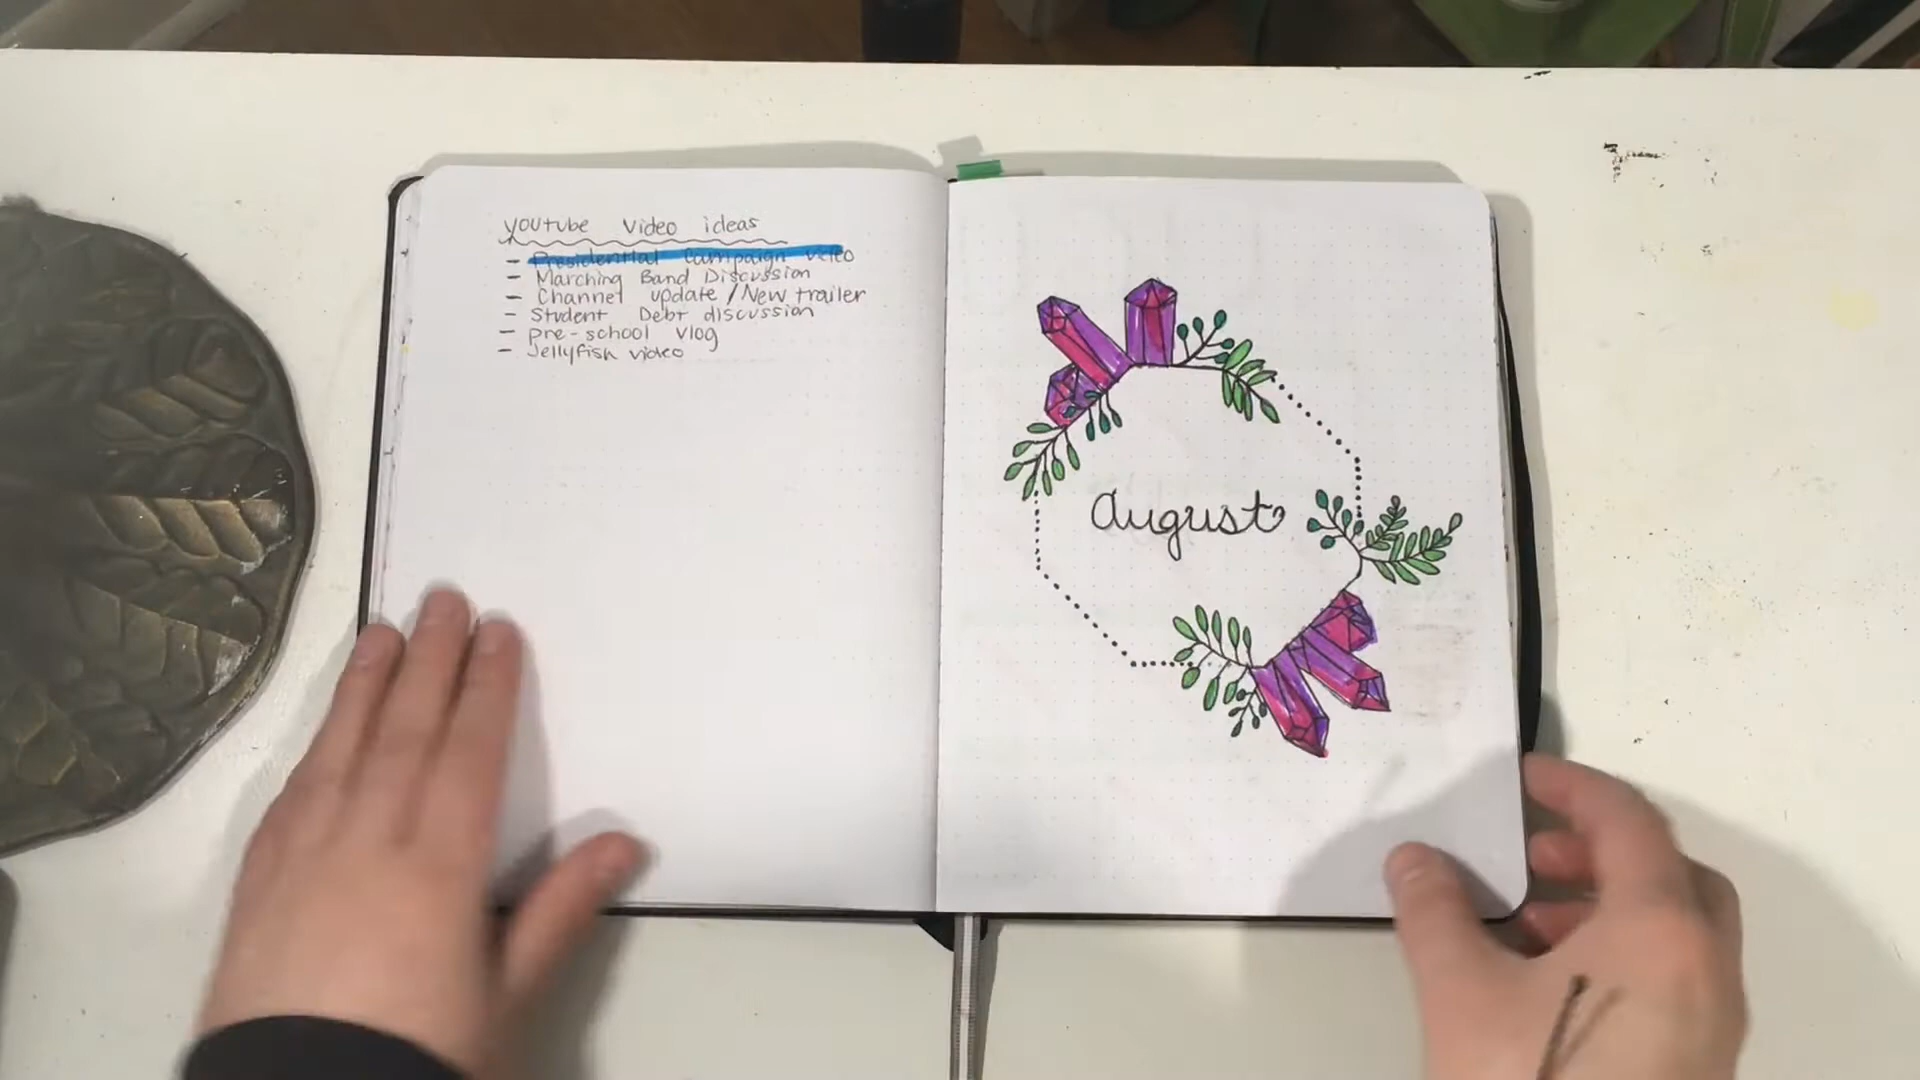 youtube video ideas
- Presidential Campaign video
- Marching Band Discussion
- Channel update / New trailer
- Student Debt discussion
- pre-school vlog
- Jellyfish video
august